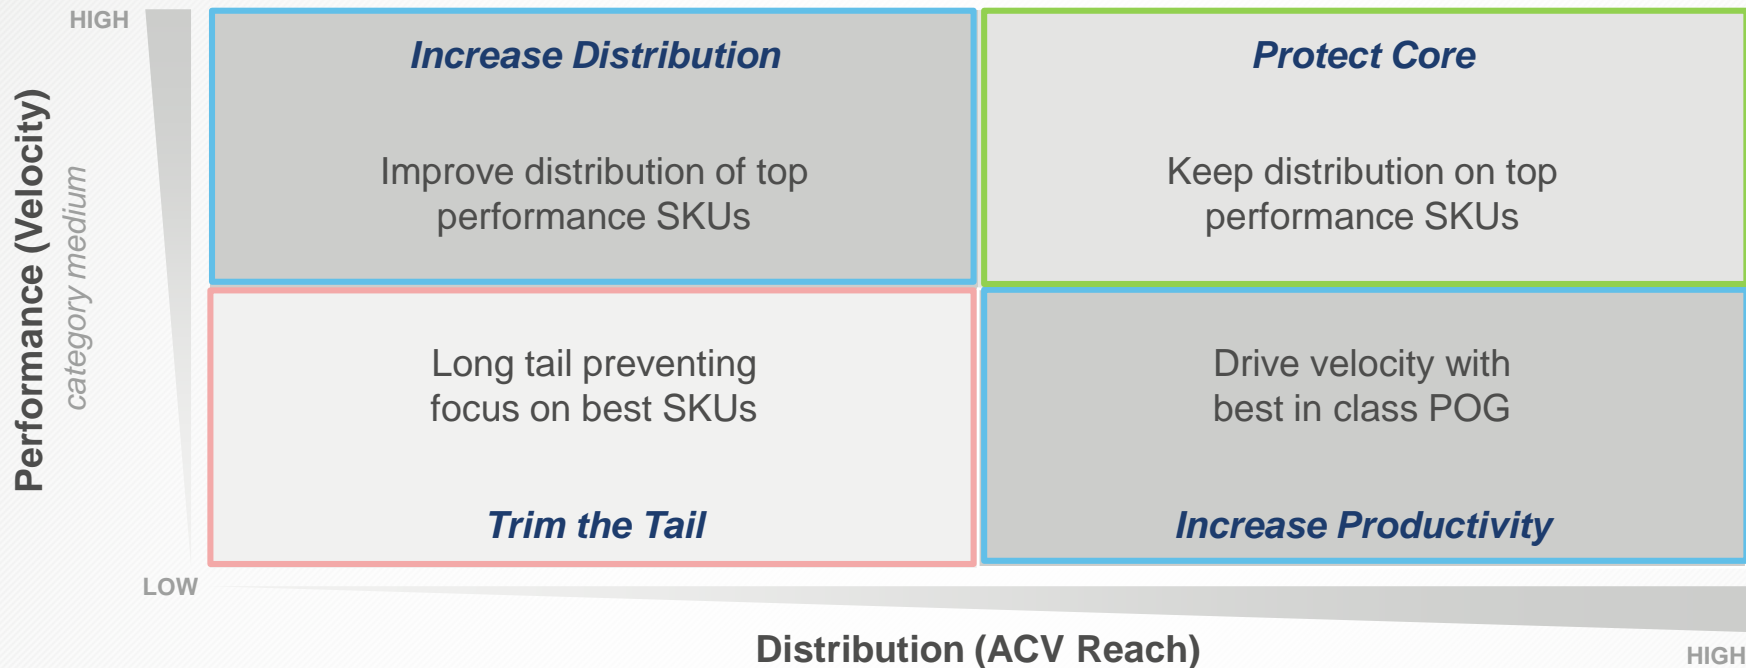 HIGH
Performance (Velocity)
category medium
Increase Distribution
Improve distribution of top
performance SKUs
Protect Core
Keep distribution on top
performance SKUs
Long tail preventing
focus on best SKUs
Trim the Tail
Drive velocity with
best in class POG
Increase Productivity
LOW
Distribution (ACV Reach)
HIGH